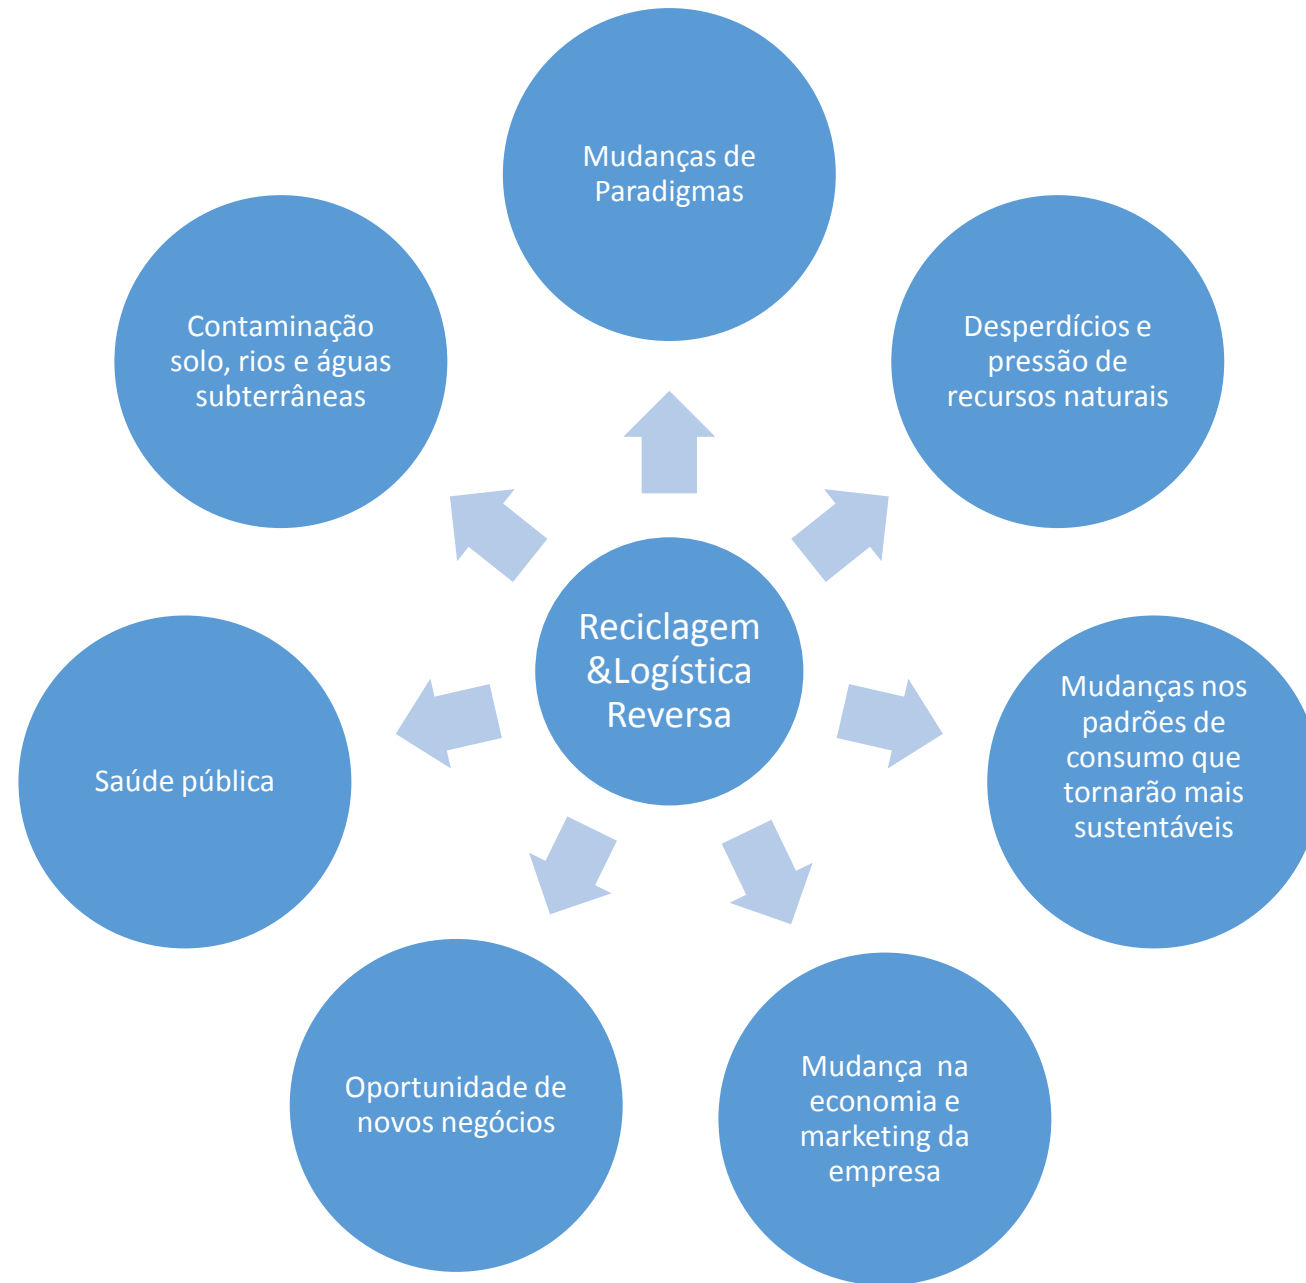 Mudanças de
Paradigmas
Contaminação
solo, rios e águas
subterrâneas
Desperdícios e
pressão de
recursos naturais
Reciclagem
&Logística
Reversa
Mudanças nos
padrões de
consumo que
tornarão mais
sustentáveis
Saúde pública
Oportunidade de
novos negócios
Mudança  na
economia e
marketing da
empresa